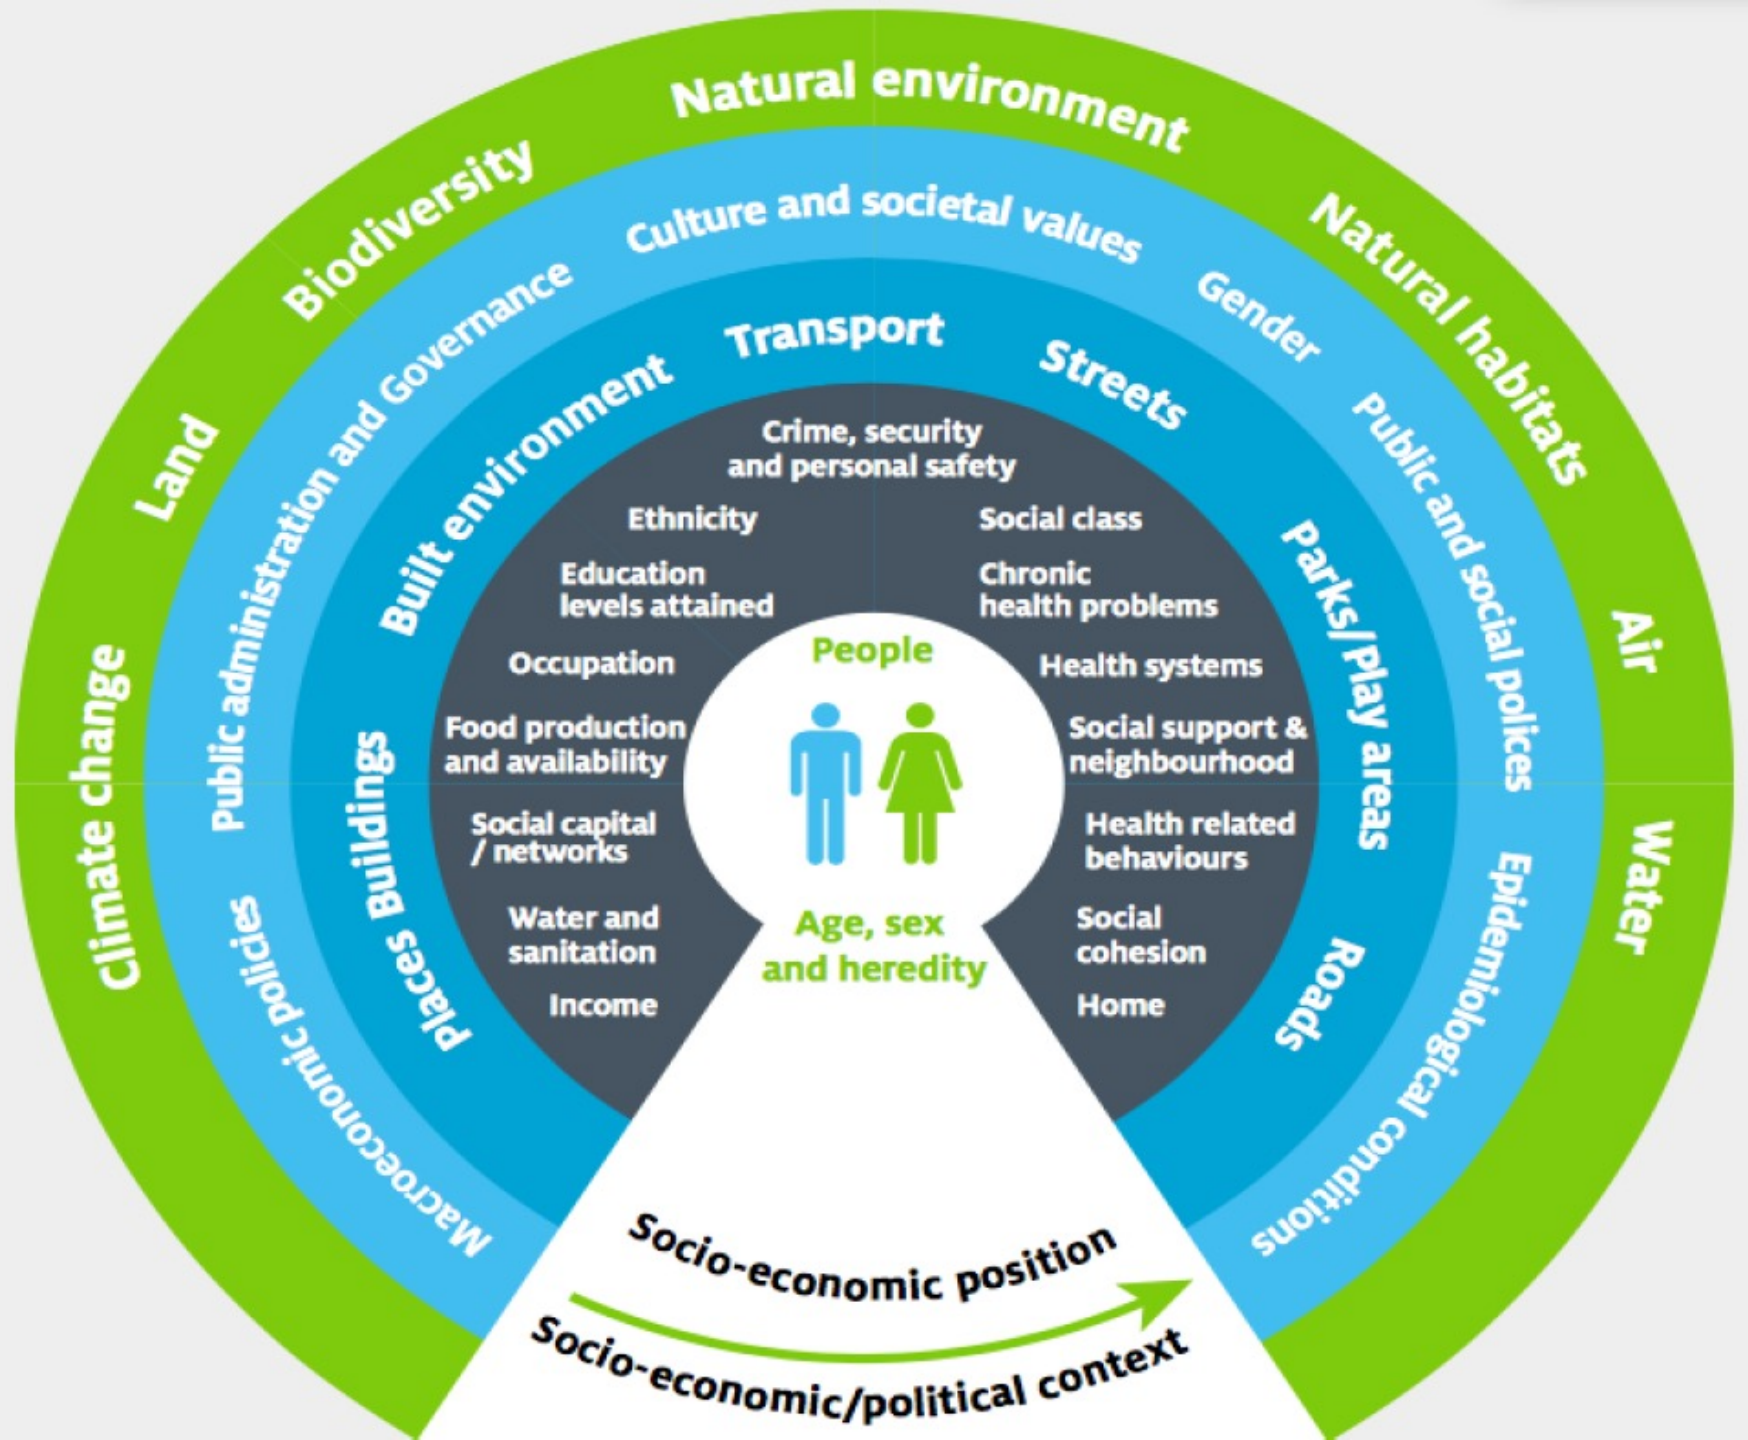 Natural environment
Biodiversity
Natural habitats
Land
Air
Climate change
Water
Culture and societal values
Public administration and Governance
Gender
Public and social polices
Macroeconomic policies
Epidemiological conditions
Transport
Built environment
Streets
Parks/Play areas
Places Buildings
Roads
Crime, security
and personal safety
Ethnicity
Social class
Education
levels attained
Chronic
health problems
Occupation
Health systems
Food production
and availability
Social support &
neighbourhood
Social capital
/ networks
Health related
behaviours
Water and
sanitation
Social
cohesion
Income
Home
People
Age, sex
and heredity
Socio-economic position
Socio-economic/political context